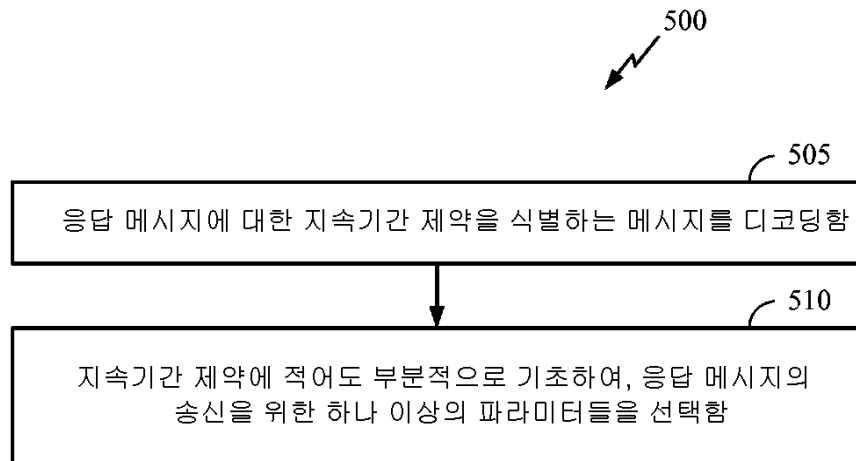 500
505
응답 메시지에 대한 지속기간 제약을 식별하는 메시지를 디코딩함
510
지속기간 제약에 적어도 부분적으로 기초하여, 응답 메시지의
송신을 위한 하나 이상의 파라미터들을 선택함